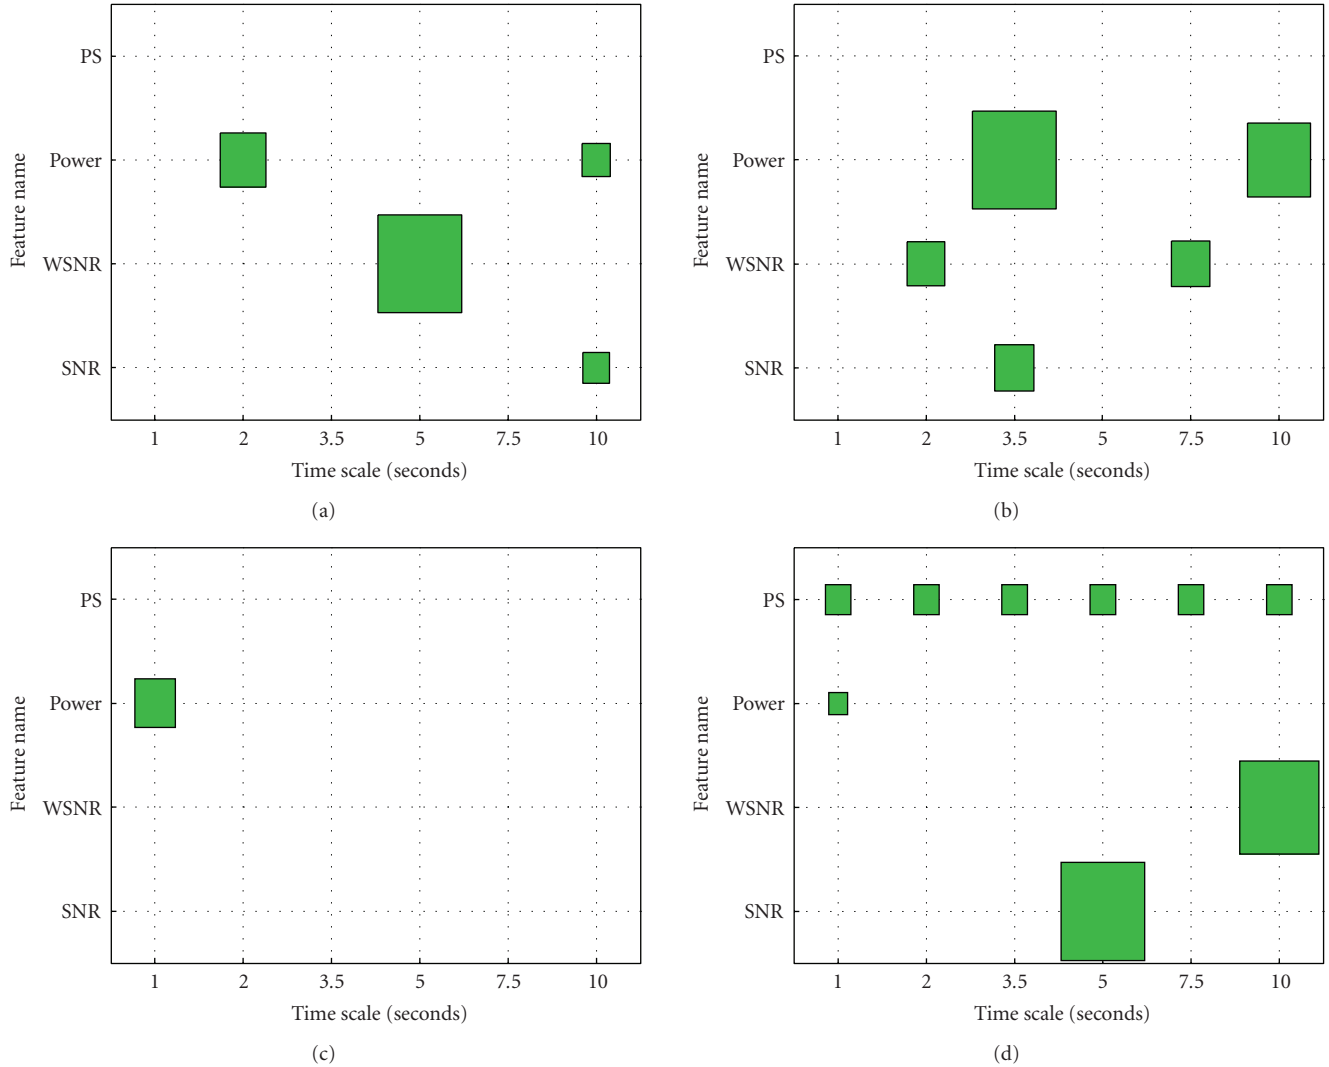 PS
Power
WSNR
SNR
Feature name
1 2 3.5 5 7.5 10
Time scale (seconds)
(a)
PS
Power
WSNR
SNR
Feature name
1 2 3.5 5 7.5 10
Time scale (seconds)
(b)
PS
Power
WSNR
SNR
Feature name
1 2 3.5 5 7.5 10
Time scale (seconds)
(c)
PS
Power
WSNR
SNR
Feature name
1 2 3.5 5 7.5 10
Time scale (seconds)
(d)